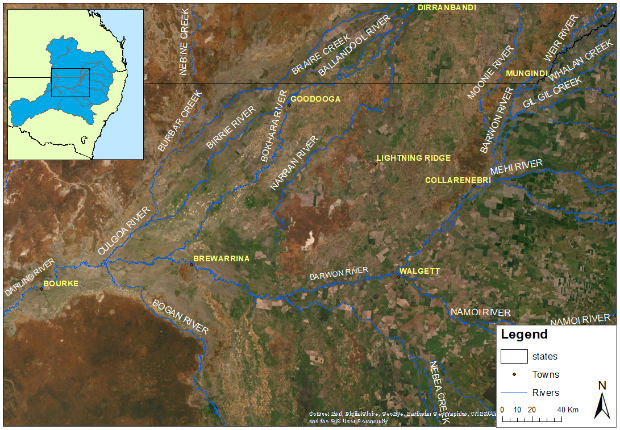 DIRRANBANDI
NEBINE CREEK
BRAIRE CREEK
BALLANDOOL RIVER
MOONIE RIVER
WEIR RIVER
WHALAN CREEK
MUNGINDI
GIL GIL CREEK
GOODOOGA
BURBAR CREEK
BIRRIE RIVER
BOKHARA RIVER
NARRAN RIVER
BARWON RIVER
LIGHTNING RIDGE
MEHI RIVER
COLLARENEBRI
CULGOA RIVER
BREWARRINA
BARWON RIVER
WALGETT
DARLING RIVER
BOURKE
BOGAN RIVER
NAMOI RIVER
NAMOI RIVER
NEBEA CREEK
Legend
states
Towns
Rivers
0 10 20 40 Km
N